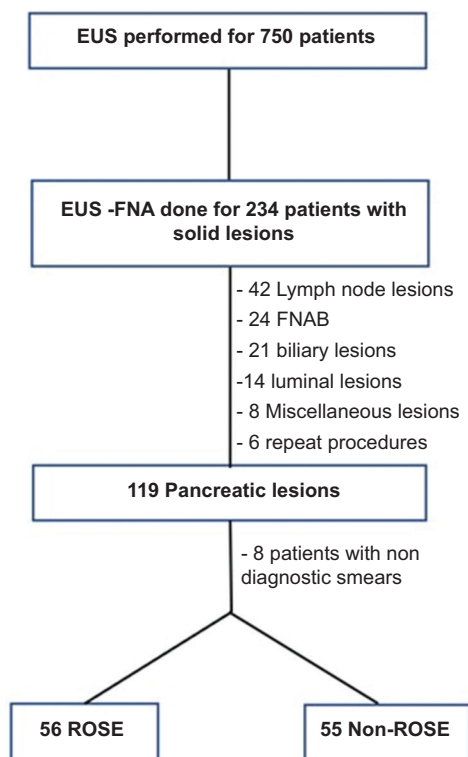 EUS performed for 750 patients
EUS -FNA done for 234 patients with
solid lesions
- 42 Lymph node lesions
- 24 FNAB
- 21 biliary lesions
-14 luminal lesions
- 8 Miscellaneous lesions
- 6 repeat procedures
119 Pancreatic lesions
- 8 patients with non
diagnostic smears
56 ROSE
55 Non-ROSE